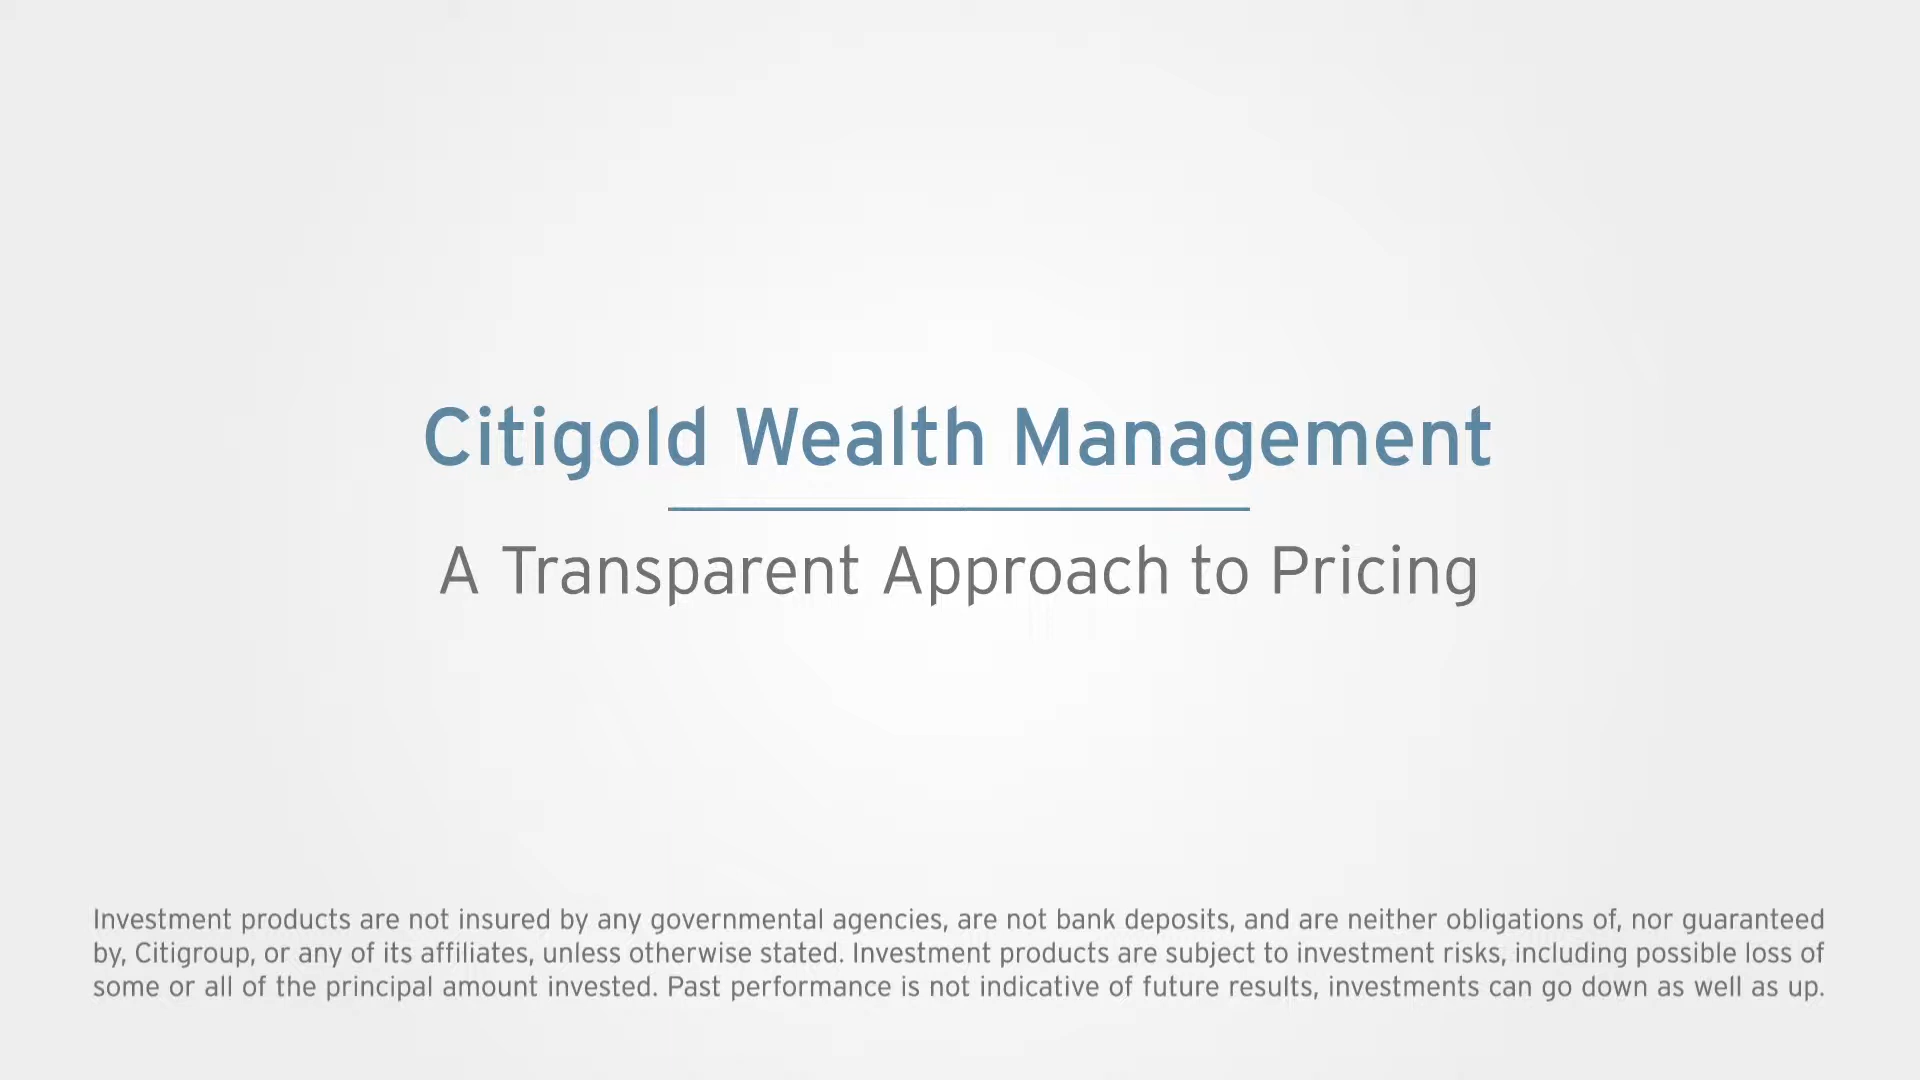 Citigold Wealth Management
A Transparent Approach to Pricing
Investment products are not insured by any governmental agencies, are not bank deposits, and are neither obligations of, nor guaranteed
by, Citigroup, or any of its affiliates, unless otherwise stated. Investment products are subject to investment risks, including possible loss of
some or all of the principal amount invested. Past performance is not indicative of future results, investments can go down as well as up.